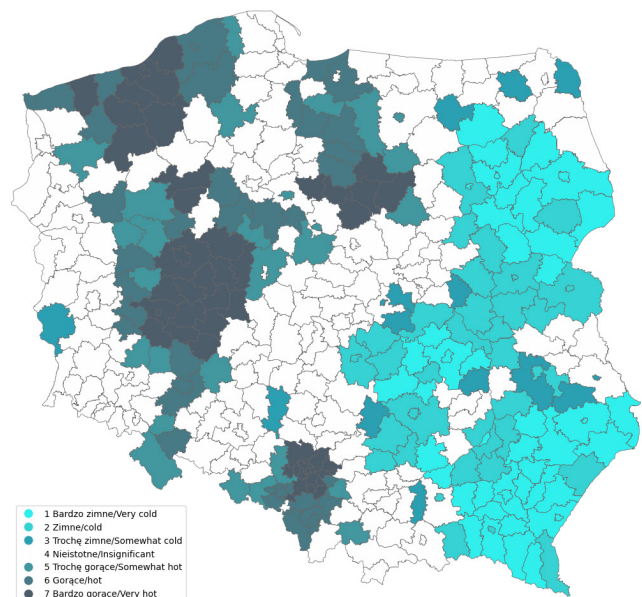 1 Bardzo zimne/Very cold
2 Zimne/cold
3 Trochę zimne/Somewhat cold
4 Nieistotne/Insignificant
5 Trochę gorące/Somewhat hot
6 Gorące/hot
7 Bardzo gorące/Very hot